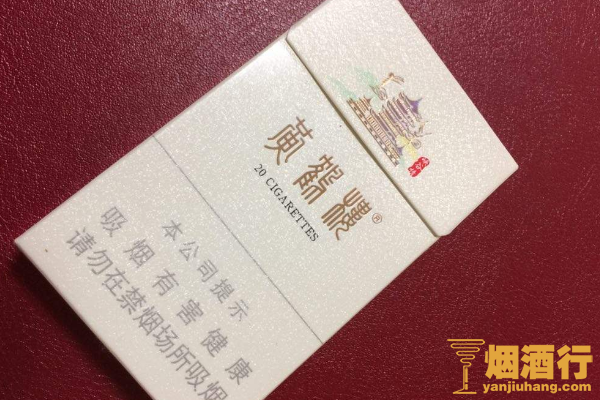 黄鹤楼®
20 CIGARETTES
本公司提示
吸烟有害健康
请勿在禁烟场所吸烟
烟酒行
yanjiuhang.com